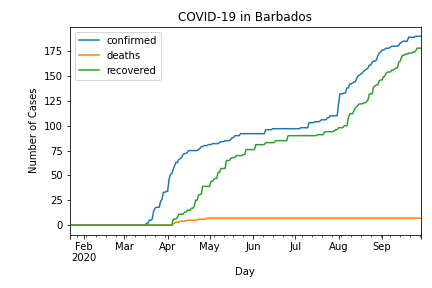 COVID-19 in Barbados
confirmed
deaths
recovered
Number of Cases
175
150
125
100
75
50
25
0
Feb Mar Apr May Jun Jul Aug Sep
2020
Day